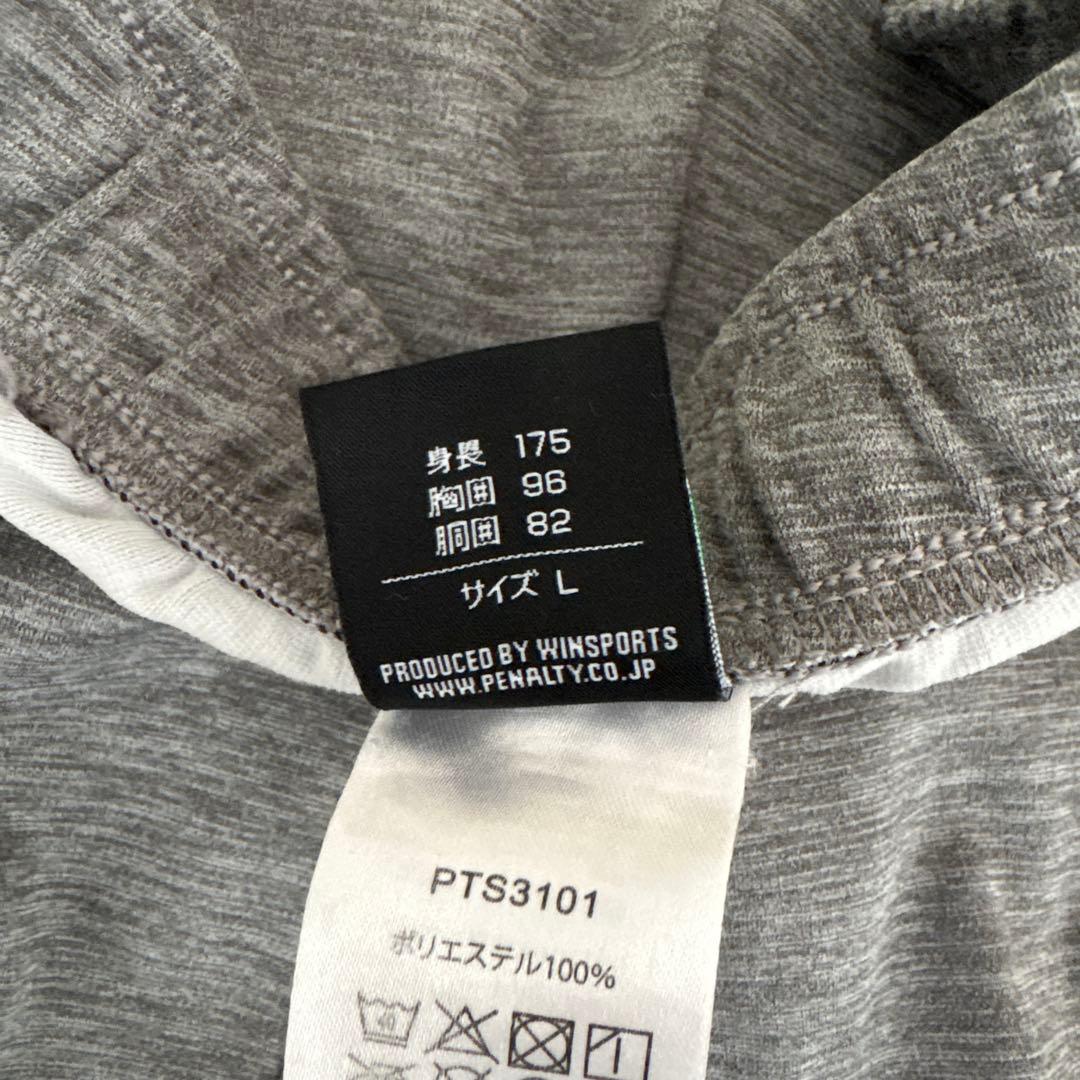 身長 175
胸囲 96
胴囲 82
サイズ L
PRODUCED BY WINSPORTS
WWW.PENALTY.CO.JP
PTS3101
ポリエステル100%
40